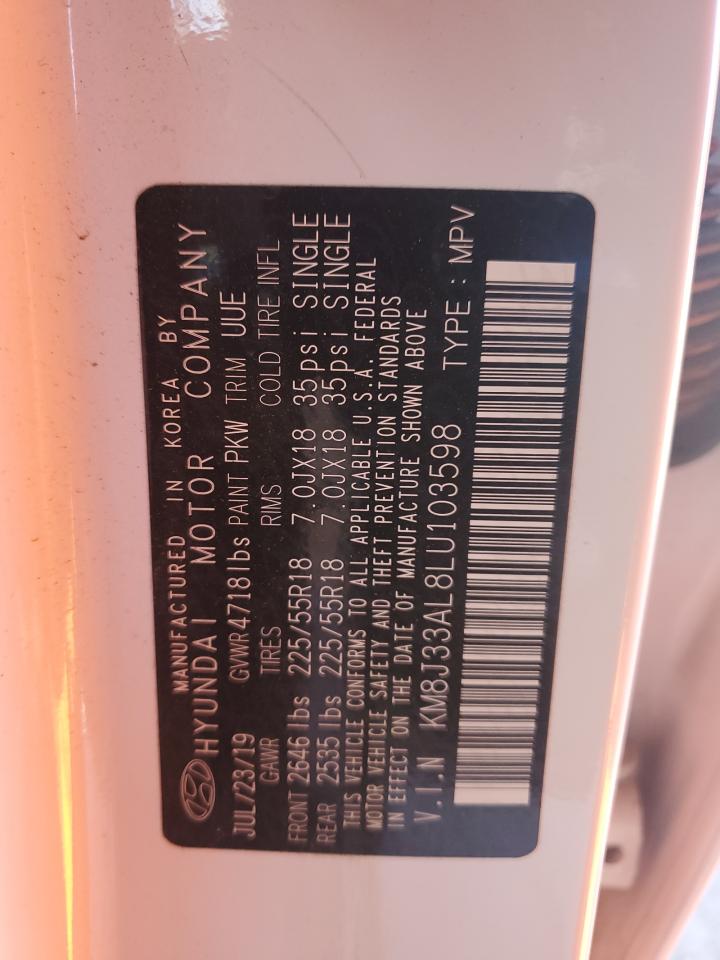 MANUFACTURED IN KOREA BY
HYUNDAI MOTOR COMPANY
JUL/23/19 GVWR4718lbs PAINT PKW TRIM UUE
GAWR TIRES RIMS COLD TIRE INFL
FRONT 2646 lbs 225/55R18 7.0JX18 35psi SINGLE
REAR 2535 lbs 225/55R18 7.0JX18 35psi SINGLE
THIS VEHICLE CONFORMS TO ALL APPLICABLE U.S.A. FEDERAL
MOTOR VEHICLE SAFETY AND THEFT PREVENTION STANDARDS
IN EFFECT ON THE DATE OF MANUFACTURE SHOWN ABOVE
V.I.N KM8J33AL8LU103598 TYPE : MPV